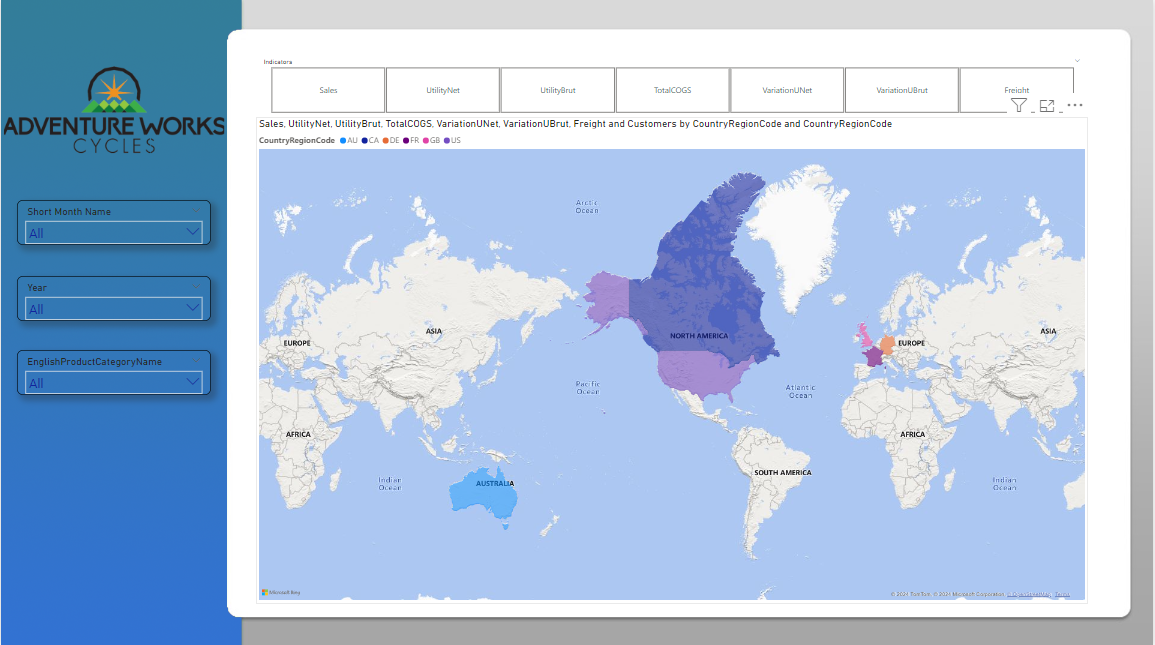 ADVENTURE WORKS
CYCLES
Short Month Name
All
Year
All
EnglishProductCategoryName
All
Indicators
Sales
UtilityNet
UtilityBrut
TotalCOGS
VariationUNet
VariationUBrut
Freight
Sales, UtilityNet, UtilityBrut, TotalCOGS, VariationUNet, VariationUBrut, Freight and Customers by CountryRegionCode and CountryRegionCode
CountryRegionCode AU CA DE FR GB US
Arctic
Ocean
ASIA
EUROPE
NORTH AMERICA
EUROPE
ASIA
Pacific
Ocean
Atlantic
Ocean
AFRICA
AFRICA
SOUTH AMERICA
Indian
Ocean
AUSTRALIA
Indian
Ocean
Microsoft Bing
© 2024 TomTom, © 2024 Microsoft Corporation, © OpenStreetMap Terms